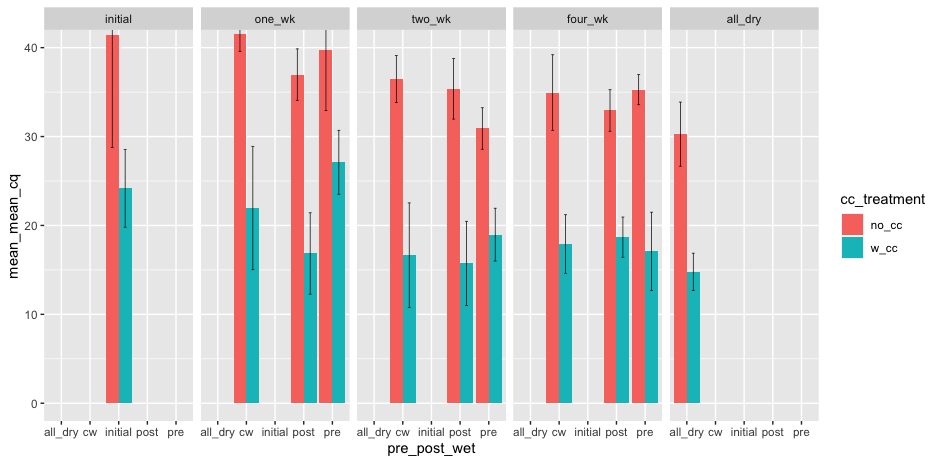 initial one_wk two_wk four_wk all_dry
mean_mean_cq
40
30
20
10
0
all_dry cw initial post pre all_dry cw initial post pre all_dry cw initial post pre all_dry cw initial post pre all_dry cw initial post pre
pre_post_wet
cc_treatment
no_cc
w_cc